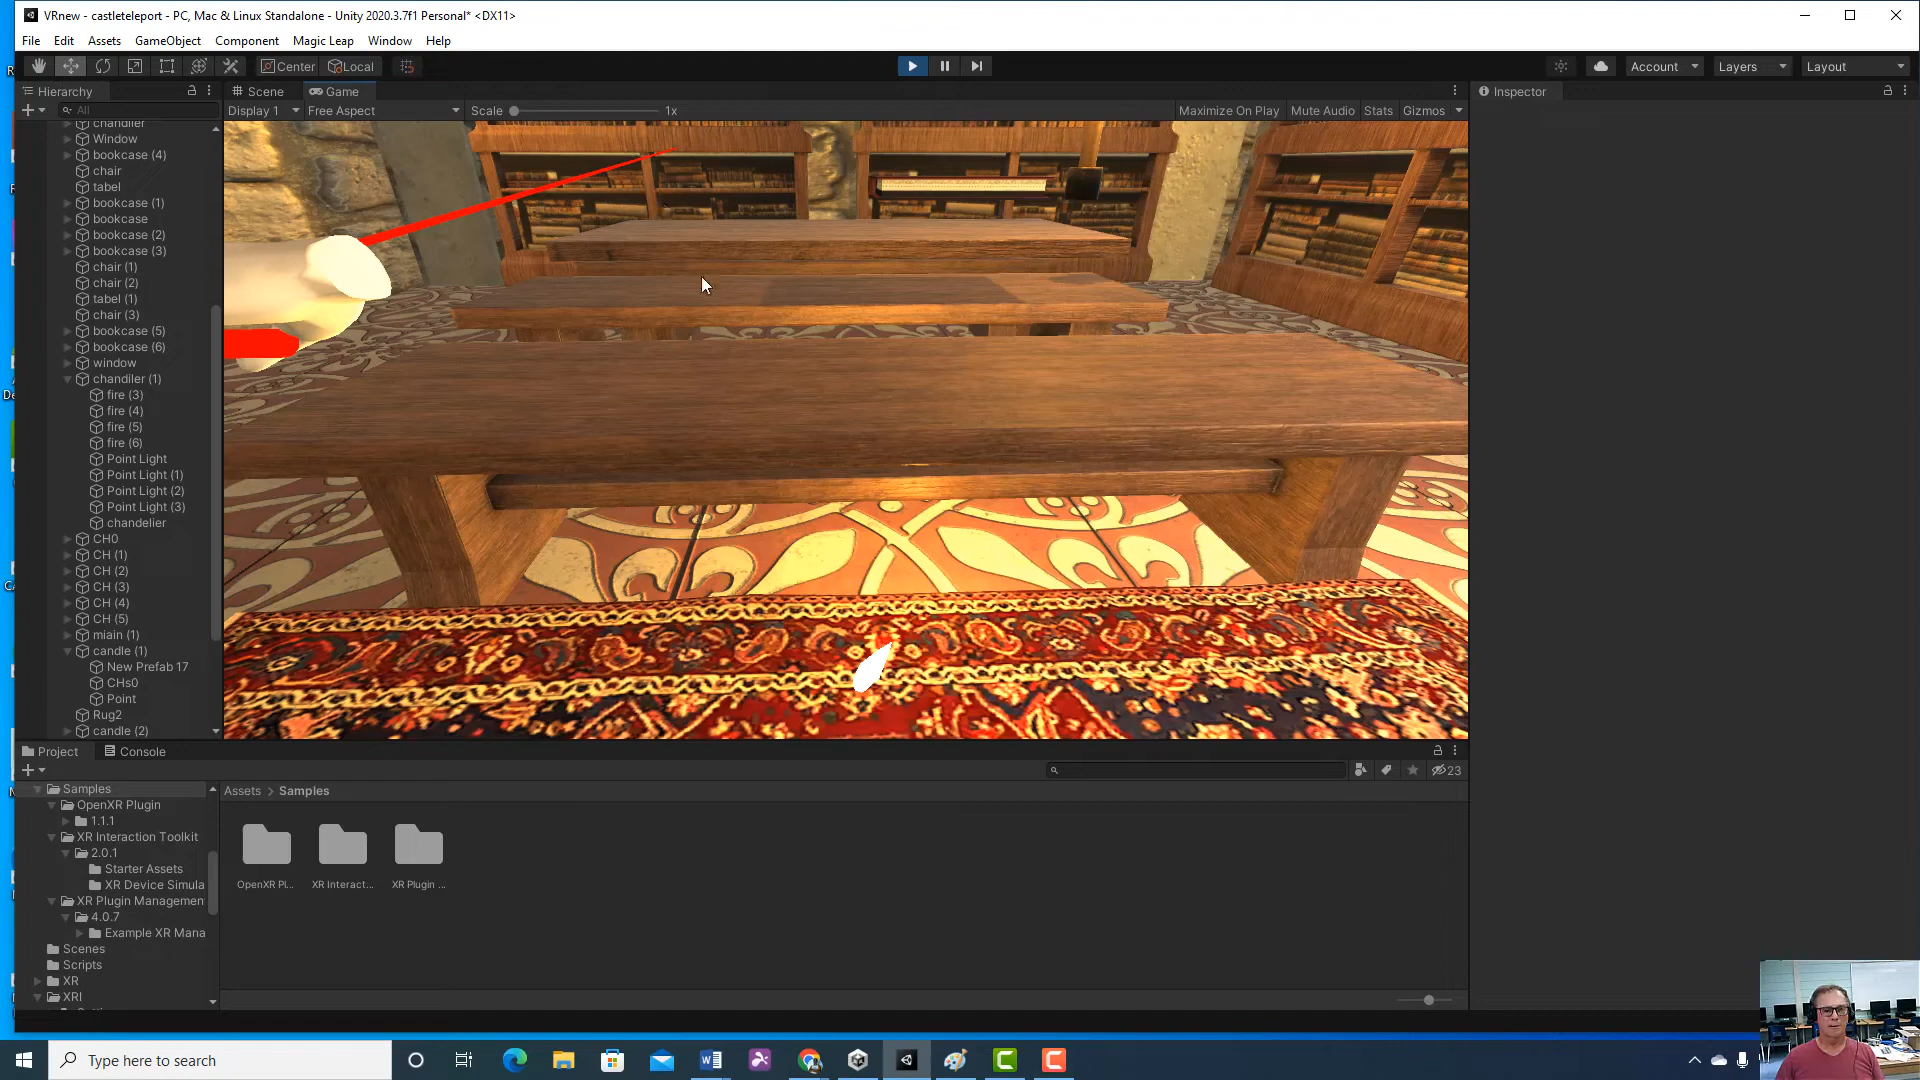 VRnew - castleteleport - PC, Mac & Linux Standalone - Unity 2020.3.7f1 Personal* <DX11>
File Edit Assets GameObject Component Magic Leap Window Help
Center Local Account Layers Layout
Hierarchy Scene Game Inspector
All Display 1 Free Aspect Scale 1x Maximize On Play Mute Audio Stats Gizmos
chandiler
Window
bookcase (4)
chair
tabel
bookcase (1)
bookcase
bookcase (2)
bookcase (3)
chair (1)
chair (2)
tabel (1)
chair (3)
bookcase (5)
bookcase (6)
window
chandiler (1)
fire (3)
fire (4)
fire (5)
fire (6)
Point Light
Point Light (1)
Point Light (2)
Point Light (3)
chandelier
CH0
CH (1)
CH (2)
CH (3)
CH (4)
CH (5)
miain (1)
candle (1)
New Prefab 17
CHs0
Point
Rug2
candle (2)
Project Console
23
Samples
OpenXR Plugin
1.1.1
XR Interaction Toolkit
2.0.1
Starter Assets
XR Device Simula
XR Plugin Managemen
4.0.7
Example XR Mana
Scenes
Scripts
XR
XRI
Assets > Samples
OpenXR Pl... XR Interact... XR Plugin ...
Type here to search